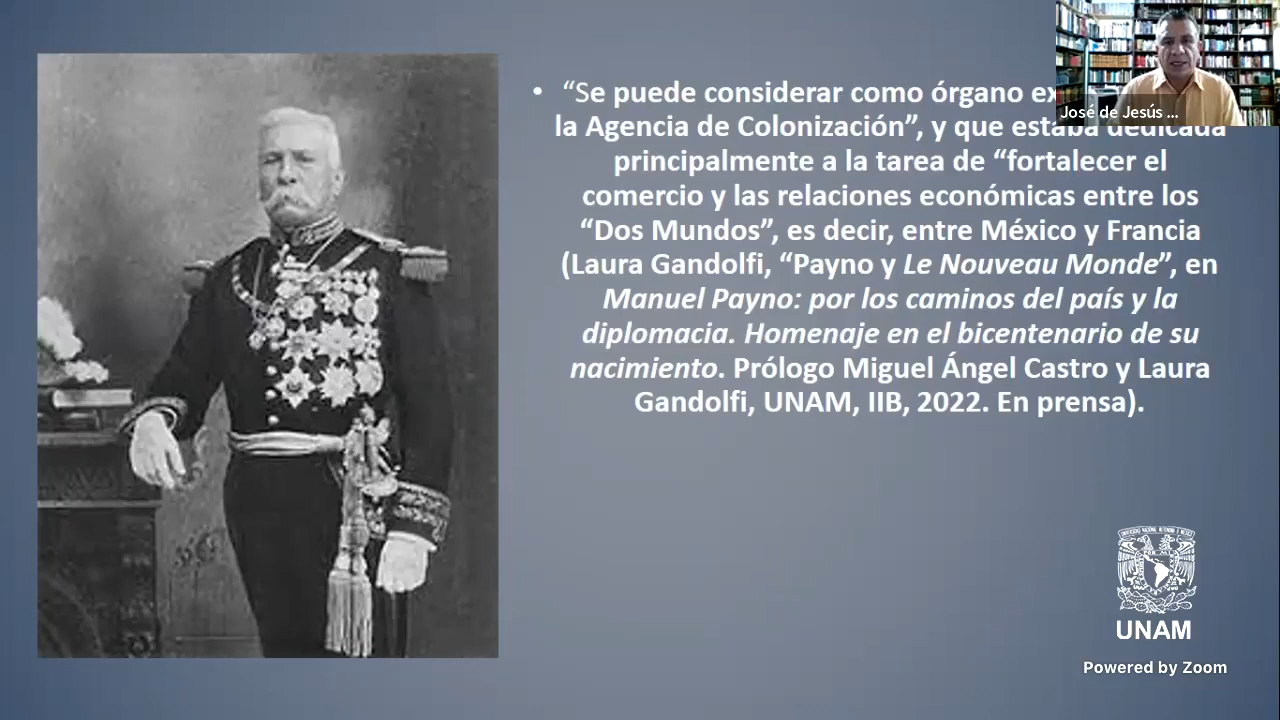 • “Se puede considerar como órgano
la Agencia de Colonización”, y que estaba dedicada
principalmente a la tarea de “fortalecer el
comercio y las relaciones económicas entre los
“Dos Mundos”, es decir, entre México y Francia
(Laura Gandolfi, “Payno y Le Nouveau Monde”, en
Manuel Payno: por los caminos del país y la
diplomacia. Homenaje en el bicentenario de su
nacimiento. Prólogo Miguel Ángel Castro y Laura
Gandolfi, UNAM, IIB, 2022. En prensa).
José de Jesús ...
UNAM
Powered by Zoom